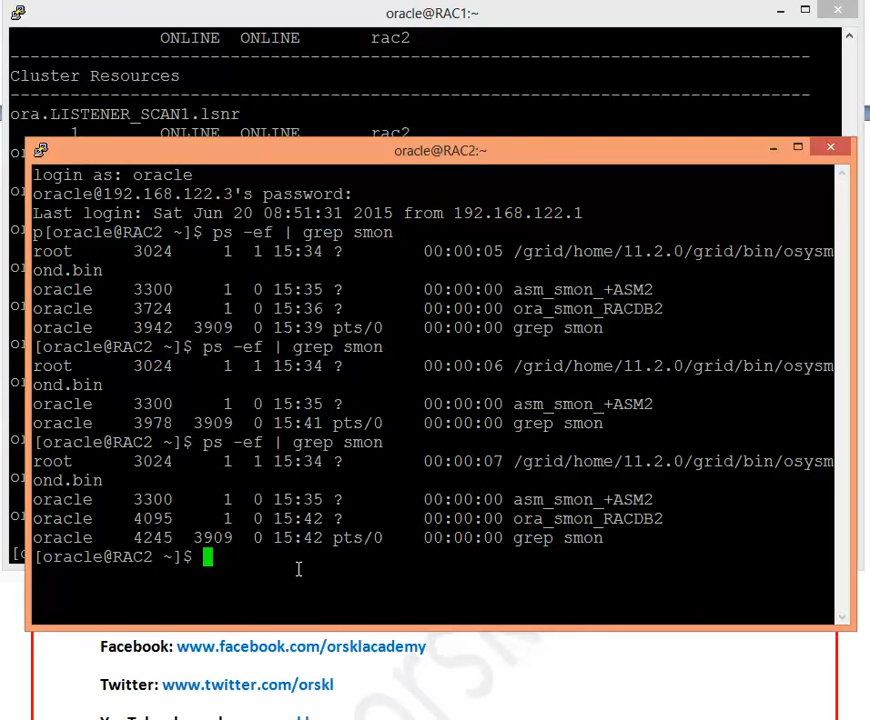 oracle@RAC1:~
ONLINE ONLINE rac2
Cluster Resources
ora.LISTENER_SCAN1.lsnr
1 ONLINE ONLINE rac2
oracle@RAC2:~
login as: oracle
oracle@192.168.122.3's password:
Last login: Sat Jun 20 08:51:31 2015 from 192.168.122.1
p[oracle@RAC2 ~]$ ps -ef | grep smon
root 3024 1 1 15:34 ? 00:00:05 /grid/home/11.2.0/grid/bin/osysm
ond.bin
oracle 3300 1 0 15:35 ? 00:00:00 asm_smon_+ASM2
oracle 3724 1 0 15:36 ? 00:00:00 ora_smon_RACDB2
oracle 3942 3909 0 15:39 pts/0 00:00:00 grep smon
[oracle@RAC2 ~]$ ps -ef | grep smon
root 3024 1 1 15:34 ? 00:00:06 /grid/home/11.2.0/grid/bin/osysm
ond.bin
oracle 3300 1 0 15:35 ? 00:00:00 asm_smon_+ASM2
oracle 3978 3909 0 15:41 pts/0 00:00:00 grep smon
[oracle@RAC2 ~]$ ps -ef | grep smon
root 3024 1 1 15:34 ? 00:00:07 /grid/home/11.2.0/grid/bin/osysm
ond.bin
oracle 3300 1 0 15:35 ? 00:00:00 asm_smon_+ASM2
oracle 4095 1 0 15:42 ? 00:00:00 ora_smon_RACDB2
oracle 4245 3909 0 15:42 pts/0 00:00:00 grep smon
[oracle@RAC2 ~]$
Facebook: www.facebook.com/orsklacademy
Twitter: www.twitter.com/orskl